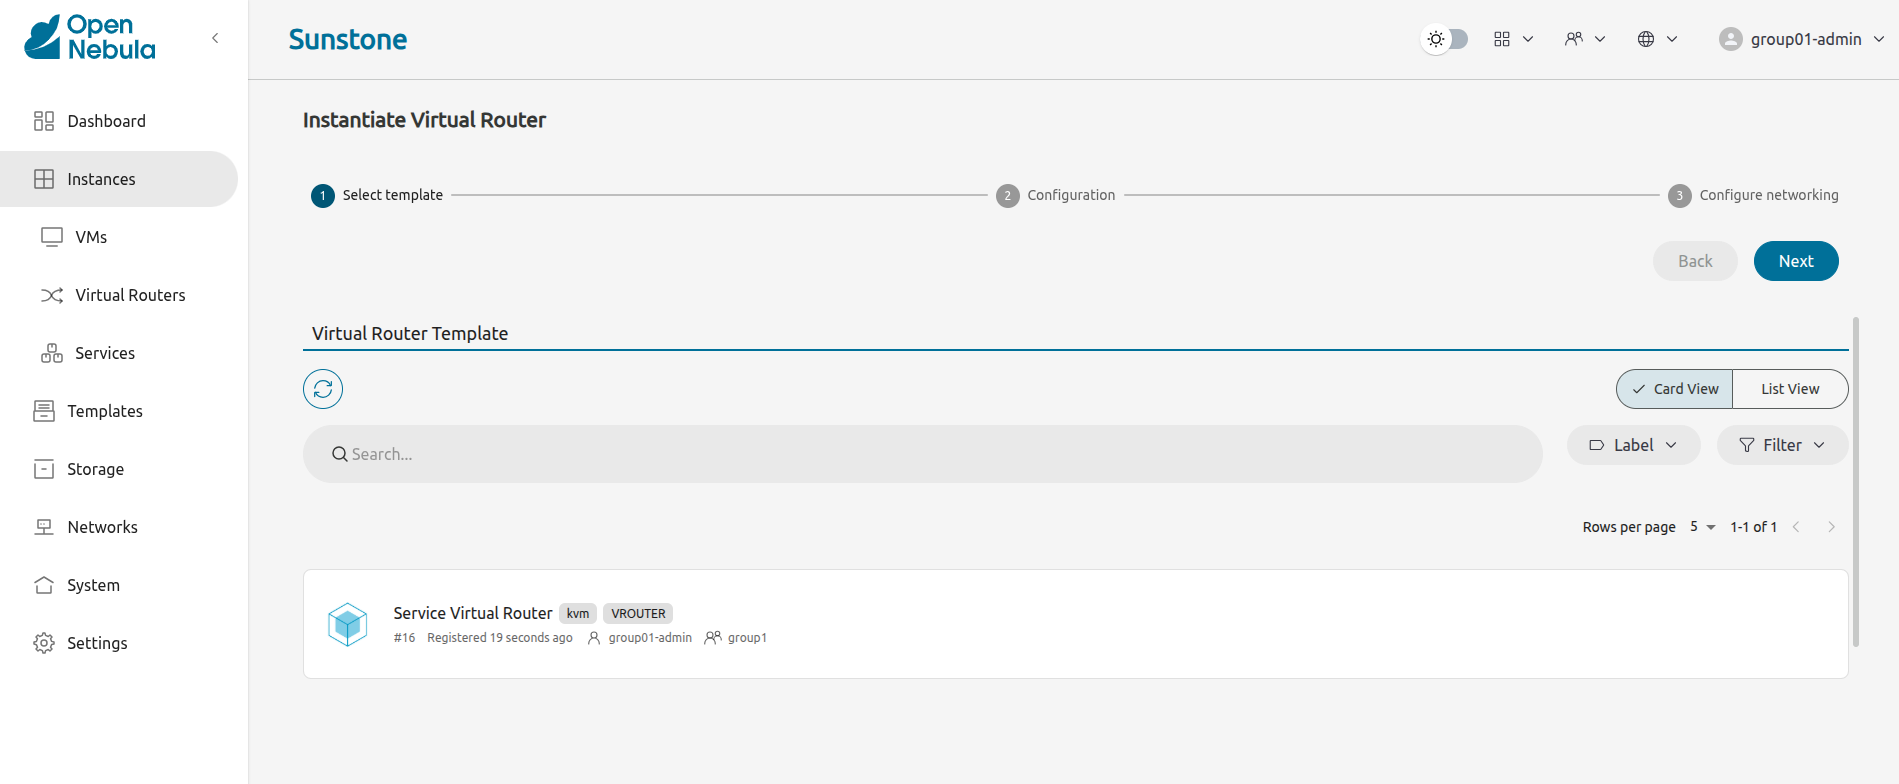 Open
Nebula
Sunstone
group01-admin
Dashboard
Instances
VMs
Virtual Routers
Services
Templates
Storage
Networks
System
Settings
Instantiate Virtual Router
1 Select template
2 Configuration
3 Configure networking
Back
Next
Virtual Router Template
Card View
List View
Search...
Label
Filter
Rows per page 5 1-1 of 1
Service Virtual Router kvm VROUTER
#16 Registered 19 seconds ago group01-admin group1